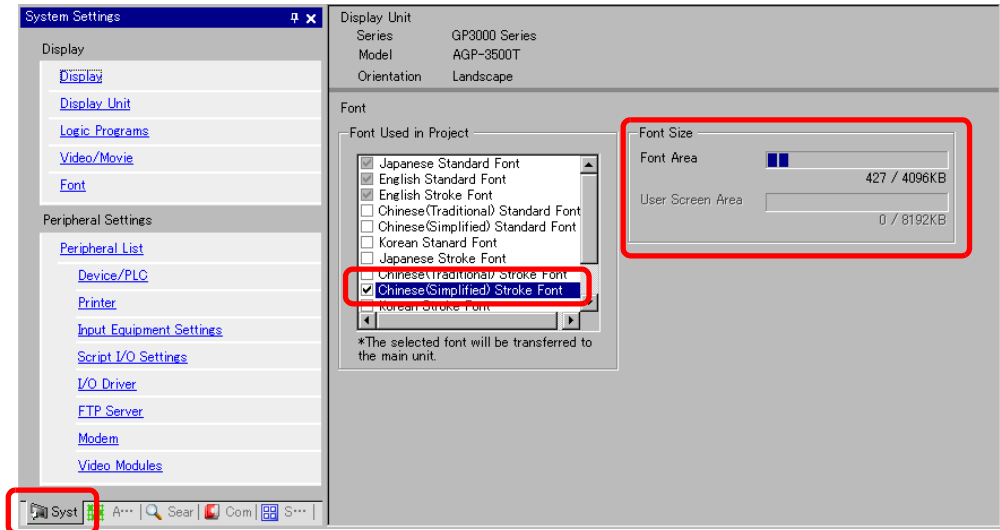 System Settings
Display
Display
Display Unit
Logic Programs
Video/Movie
Font
Peripheral Settings
Peripheral List
Device/PLC
Printer
Input Equipment Settings
Script I/O Settings
I/O Driver
FTP Server
Modem
Video Modules
Syst
A…
Sear
Com
S…
Display Unit
Series GP3000 Series
Model AGP-3500T
Orientation Landscape
Font
Font Used in Project
Japanese Standard Font
English Standard Font
English Stroke Font
Chinese(Traditional) Standard Font
Chinese(Simplified) Standard Font
Korean Stanard Font
Japanese Stroke Font
Chinese(Traditional) Stroke Font
Chinese(Simplified) Stroke Font
Korean Stroke Font
*The selected font will be transferred to
the main unit.
Font Size
Font Area
427 / 4096KB
User Screen Area
0 / 8192KB